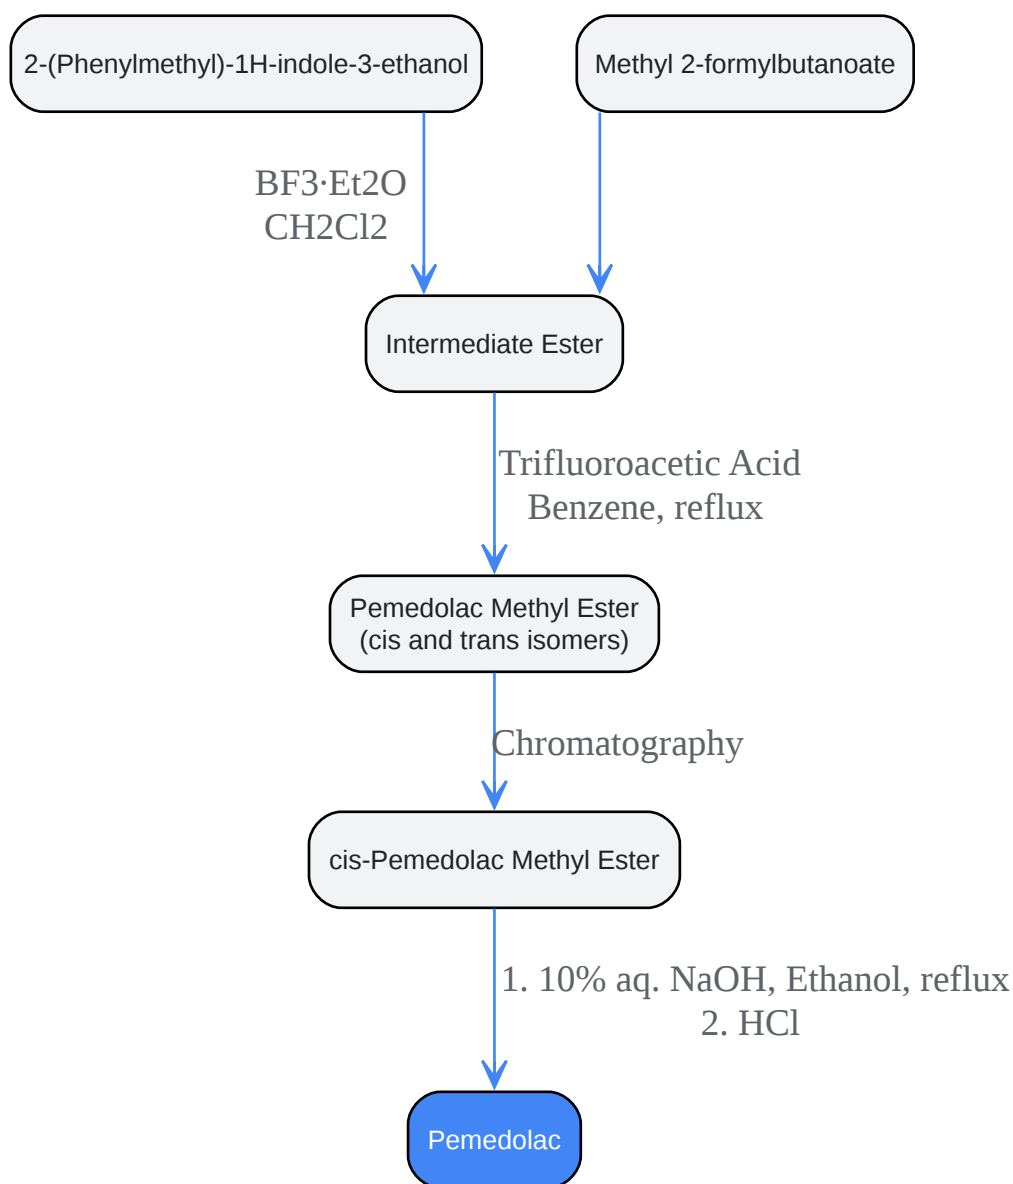 2-(Phenylmethyl)-1H-indole-3-ethanol
Methyl 2-formylbutanoate
BF3·Et2O
CH2Cl2
Intermediate Ester
Trifluoroacetic Acid
Benzene, reflux
Pemedolac Methyl Ester
(cis and trans isomers)
Chromatography
cis-Pemedolac Methyl Ester
1. 10% aq. NaOH, Ethanol, reflux
2. HCl
Pemedolac